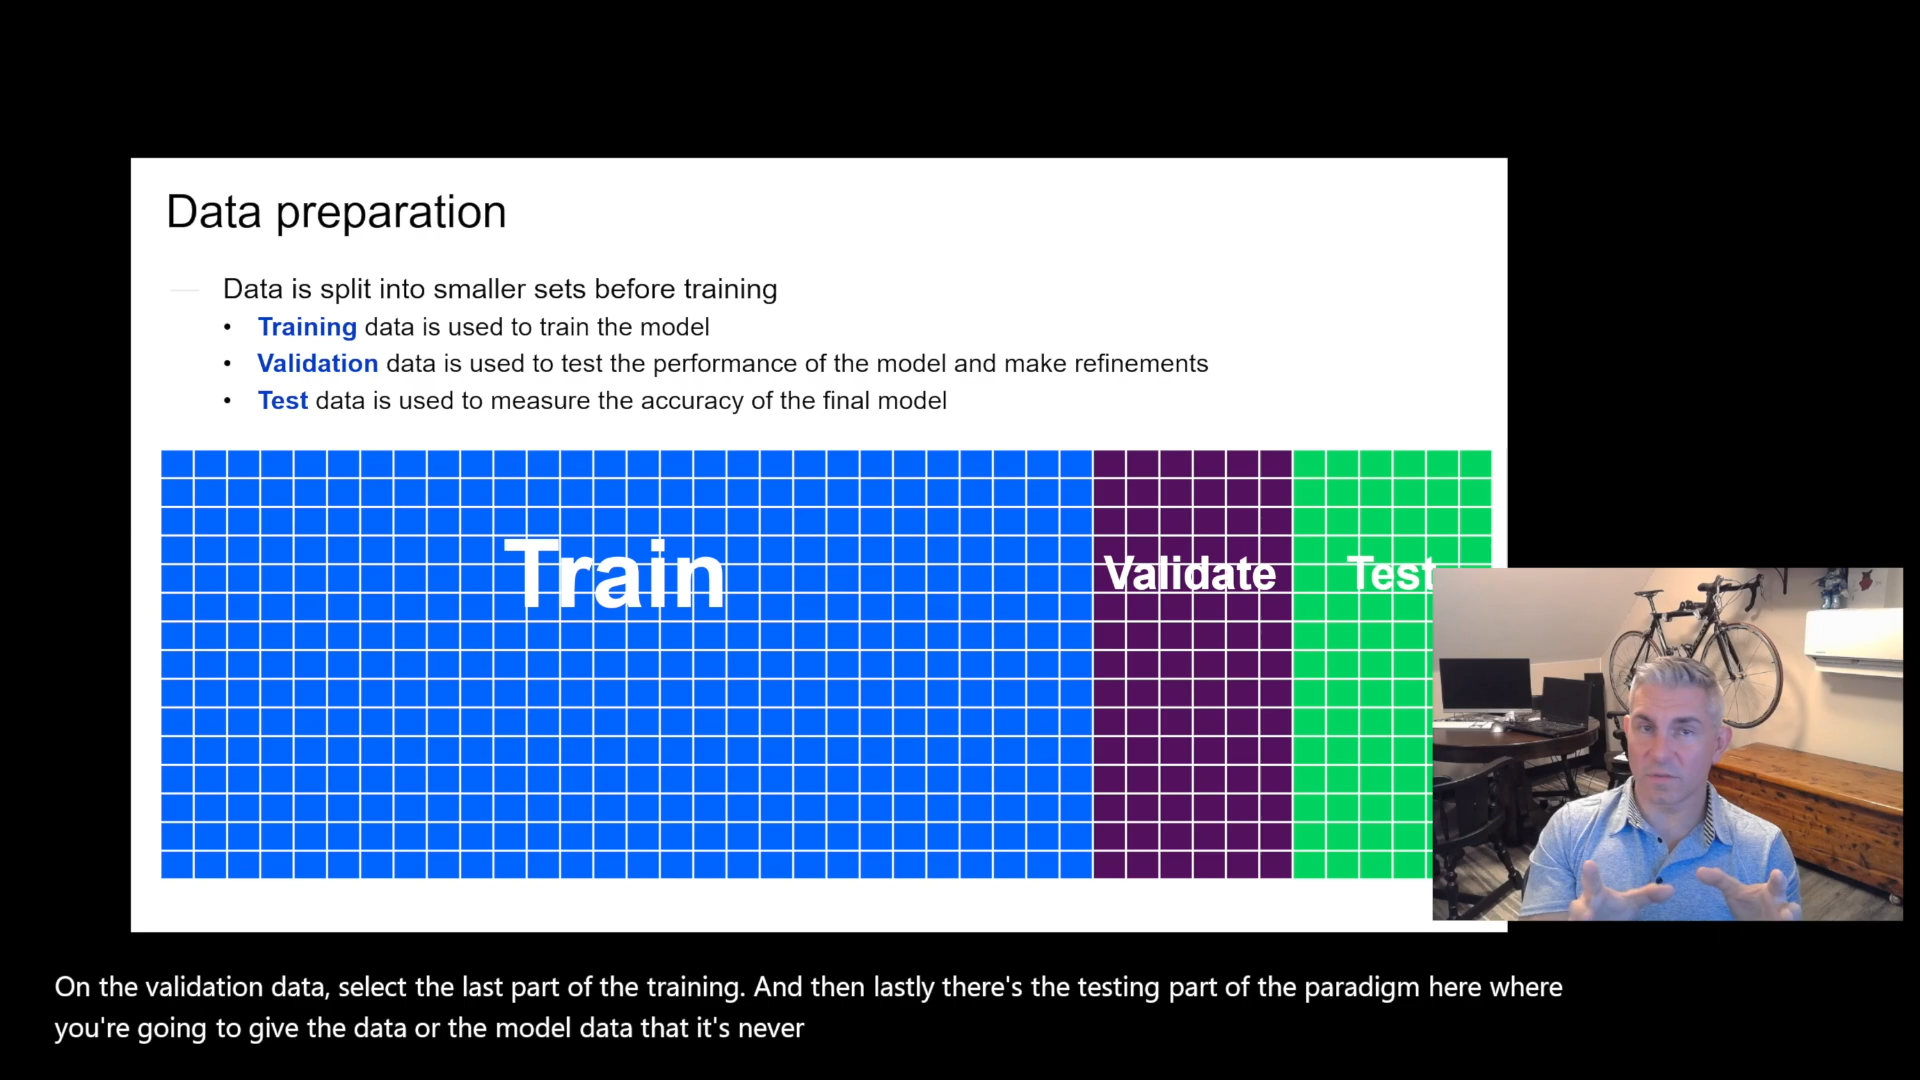 Data preparation
Data is split into smaller sets before training
• Training data is used to train the model
• Validation data is used to test the performance of the model and make refinements
• Test data is used to measure the accuracy of the final model
Train
Validate
Test
On the validation data, select the last part of the training. And then lastly there's the testing part of the paradigm here where
you're going to give the data or the model data that it's never